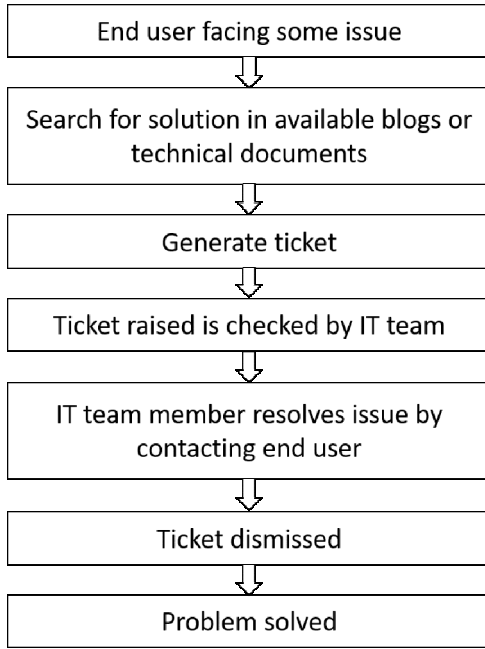 End user facing some issue
Search for solution in available blogs or
technical documents
Generate ticket
Ticket raised is checked by IT team
IT team member resolves issue by
contacting end user
Ticket dismissed
Problem solved